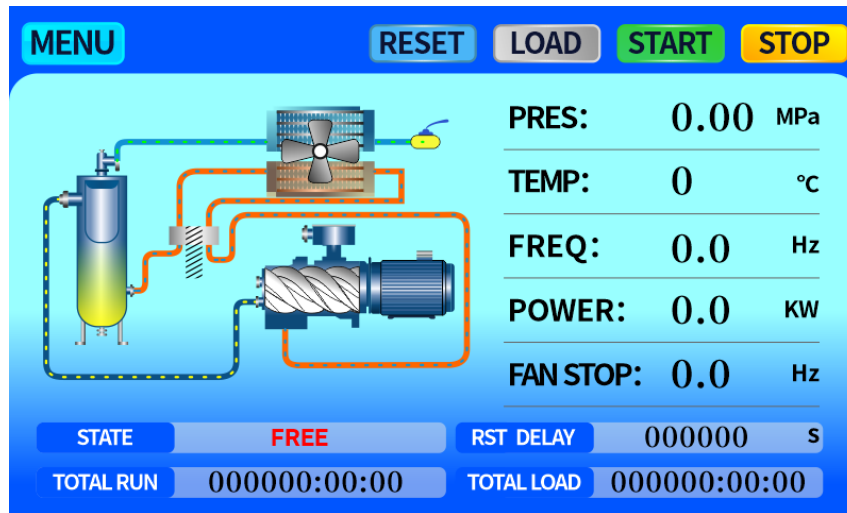 MENU RESET LOAD START STOP
PRES: 0.00 MPa
TEMP: 0 ℃
FREQ: 0.0 Hz
POWER: 0.0 KW
FAN STOP: 0.0 Hz
STATE FREE RST DELAY 000000 S
TOTAL RUN 000000:00:00 TOTAL LOAD 000000:00:00